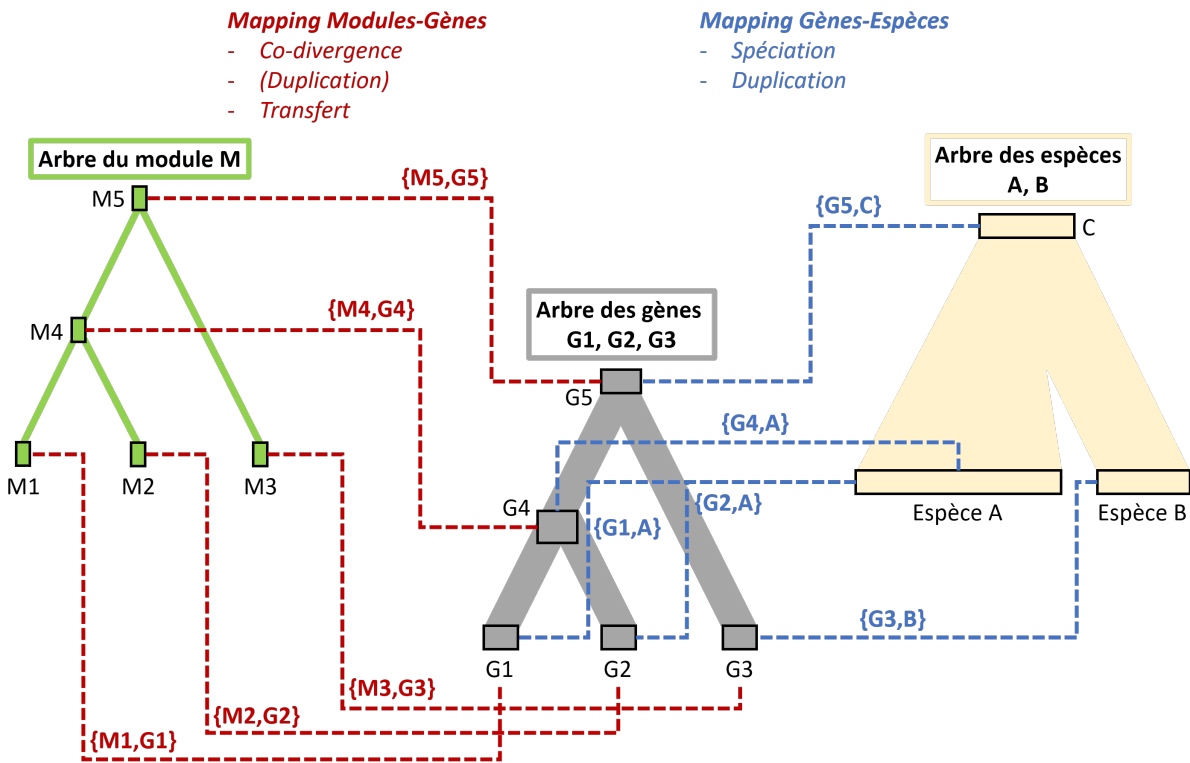 Mapping Modules-Gènes
- Co-divergence
- (Duplication)
- Transfert
Mapping Gènes-Espèces
- Spéciation
- Duplication
Arbre du module M
Arbre des espèces
A, B
M5
{M5,G5}
{G5,C}
C
M4
{M4,G4}
Arbre des gènes
G1, G2, G3
G5
{G4,A}
M1
M2
M3
G4
{G1,A}
{G2,A}
Espèce A
Espèce B
{G3,B}
G1
G2
G3
{M3,G3}
{M2,G2}
{M1,G1}